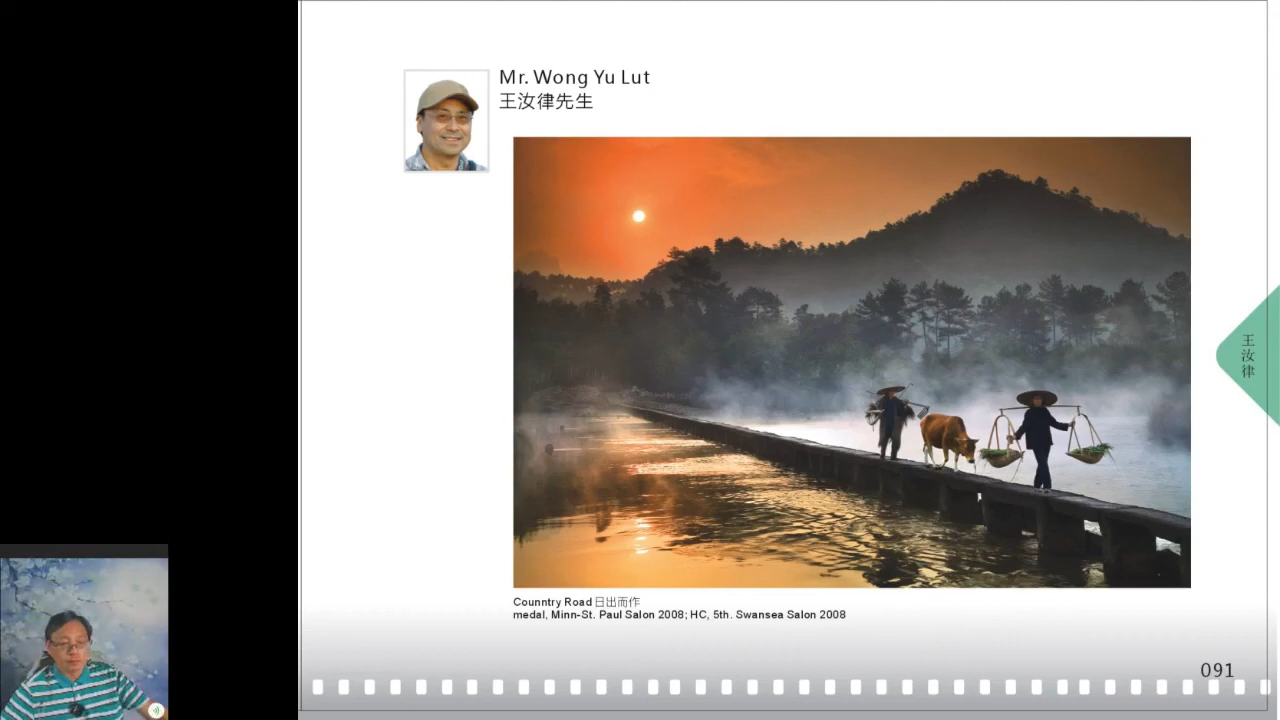 Mr. Wong Yu Lut
王汝律先生
王汝律
Counntry Road 日出而作
medal, Minn-St. Paul Salon 2008; HC, 5th. Swansea Salon 2008
091